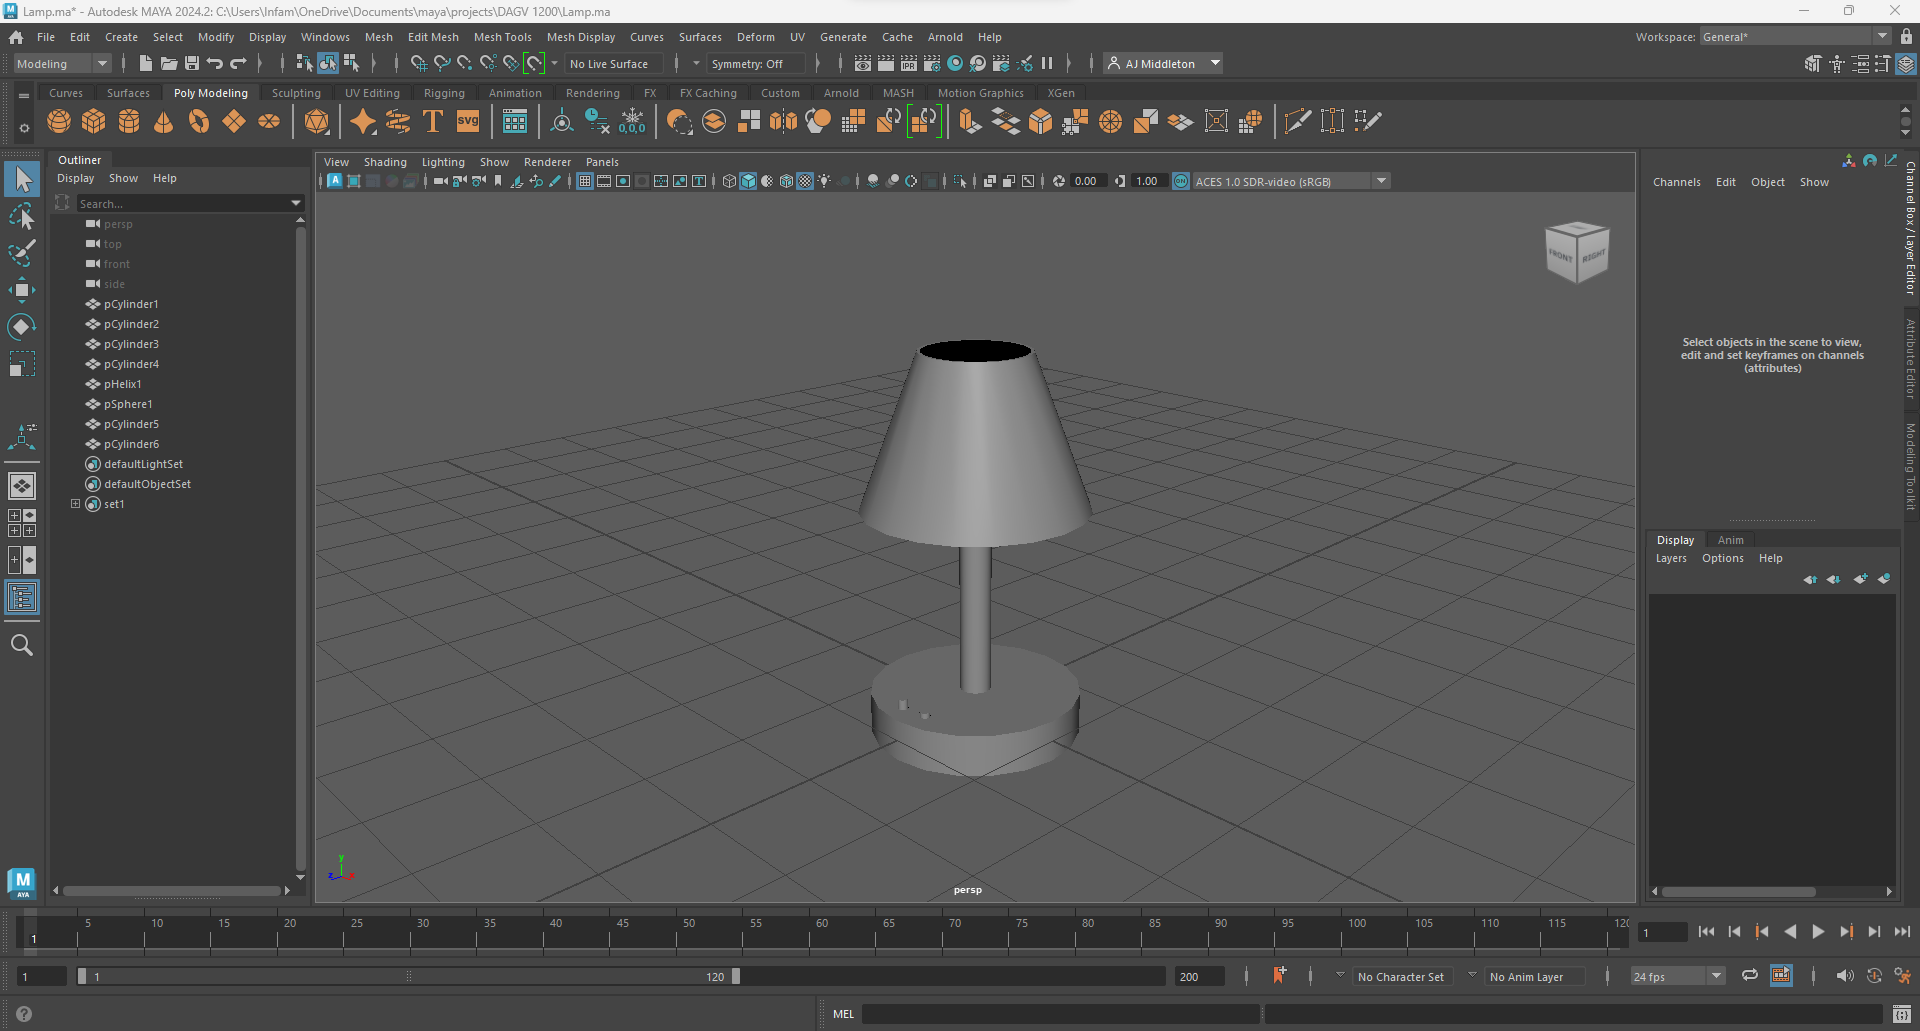 Lamp.ma* - Autodesk MAYA 2024.2: C:\Users\Infam\OneDrive\Documents\maya\projects\DAGV 1200\Lamp.ma
File Edit Create Select Modify Display Windows Mesh Edit Mesh Mesh Tools Mesh Display Curves Surfaces Deform UV Generate Cache Arnold Help
Workspace: General*
Modeling
No Live Surface
Symmetry: Off
IPR
AJ Middleton
Curves Surfaces Poly Modeling Sculpting UV Editing Rigging Animation Rendering FX FX Caching Custom Arnold MASH Motion Graphics XGen
T
SVG
0,0,0
Outliner
Display Show Help
Search...
persp
top
front
side
pCylinder1
pCylinder2
pCylinder3
pCylinder4
pHelix1
pSphere1
pCylinder5
pCylinder6
defaultLightSet
defaultObjectSet
set1
View Shading Lighting Show Renderer Panels
0.00
1.00
ON
ACES 1.0 SDR-video (sRGB)
FRONT
RIGHT
y
z
x
persp
Channels Edit Object Show
Select objects in the scene to view,
edit and set keyframes on channels
(attributes)
Channel Box / Layer Editor
Attribute Editor
Modeling Toolkit
Display Anim
Layers Options Help
M
AYA
1
5 10 15 20 25 30 35 40 45 50 55 60 65 70 75 80 85 90 95 100 105 110 115 120
1
1
1
120
200
No Character Set
No Anim Layer
24 fps
MEL